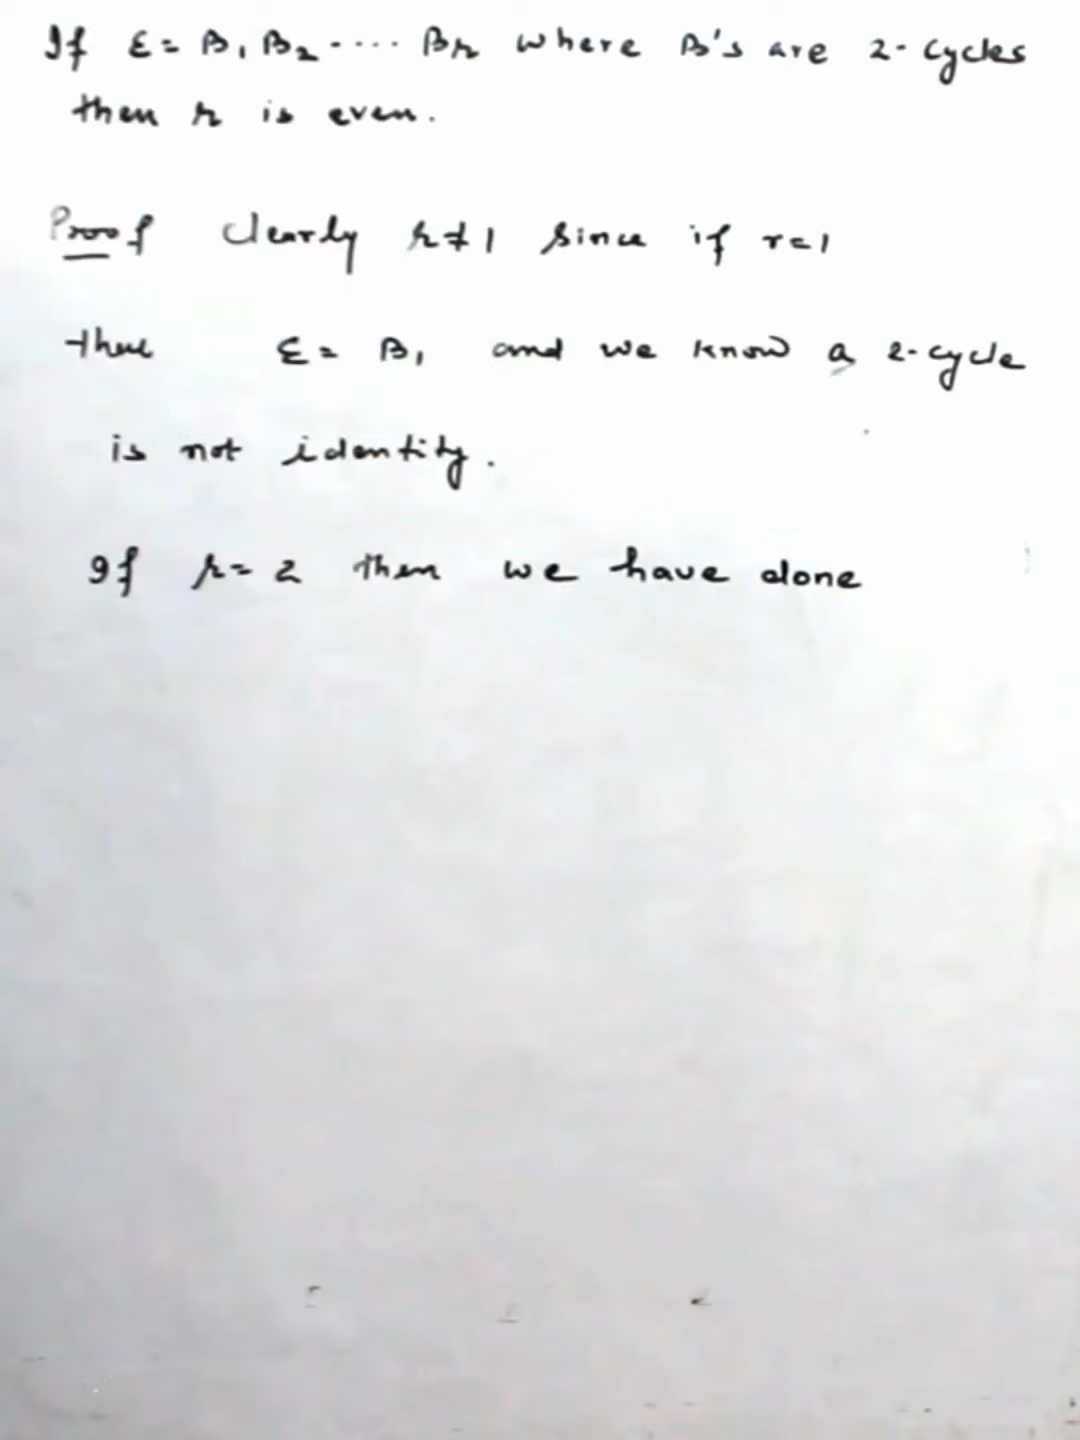 If ε = β₁ β₂ ---- βr where β's are 2-cycles
then r is even.
Proof clearly r≠1 since if r=1
then ε = β₁ and we know a 2-cycle
is not identity.
If r=2 then we have done